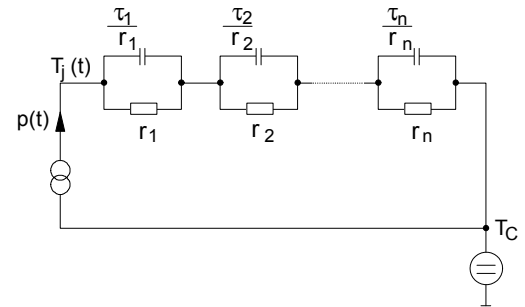 τ1 τ2 τn
r1 r2 rn
Tj (t)
p(t)
r1 r2 rn
TC